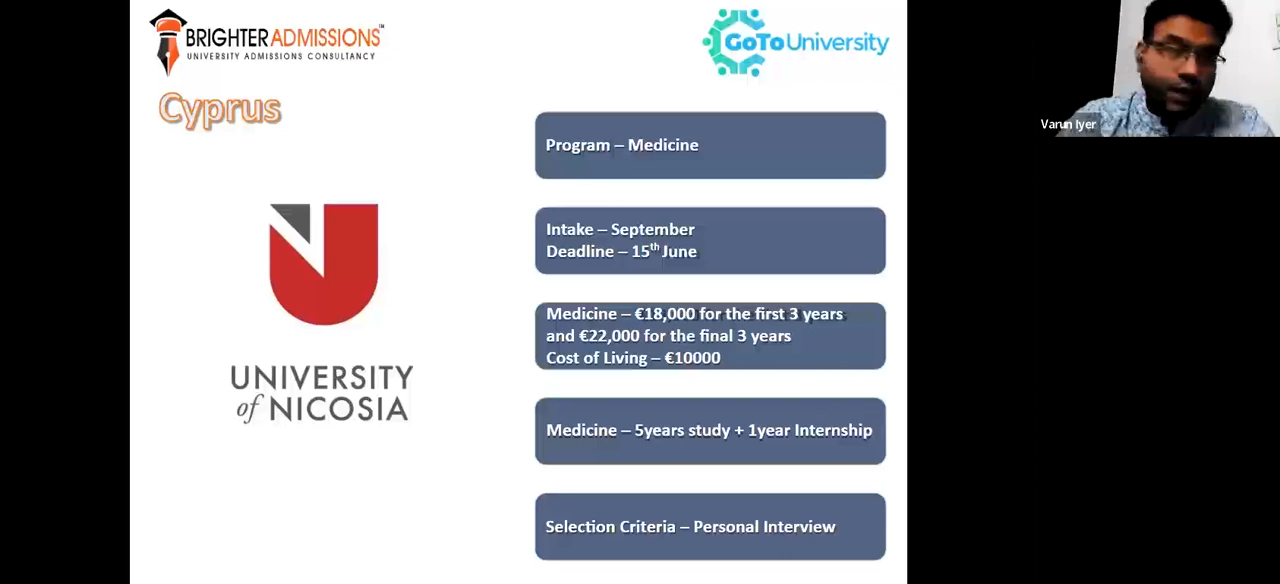 BRIGHTER ADMISSIONS™
UNIVERSITY ADMISSIONS CONSULTANCY
GoToUniversity
Varun Iyer
Cyprus
Program – Medicine
Intake – September
Deadline – 15th June
Medicine – €18,000 for the first 3 years
and €22,000 for the final 3 years
Cost of Living – €10000
UNIVERSITY
of NICOSIA
Medicine – 5years study + 1year Internship
Selection Criteria – Personal Interview